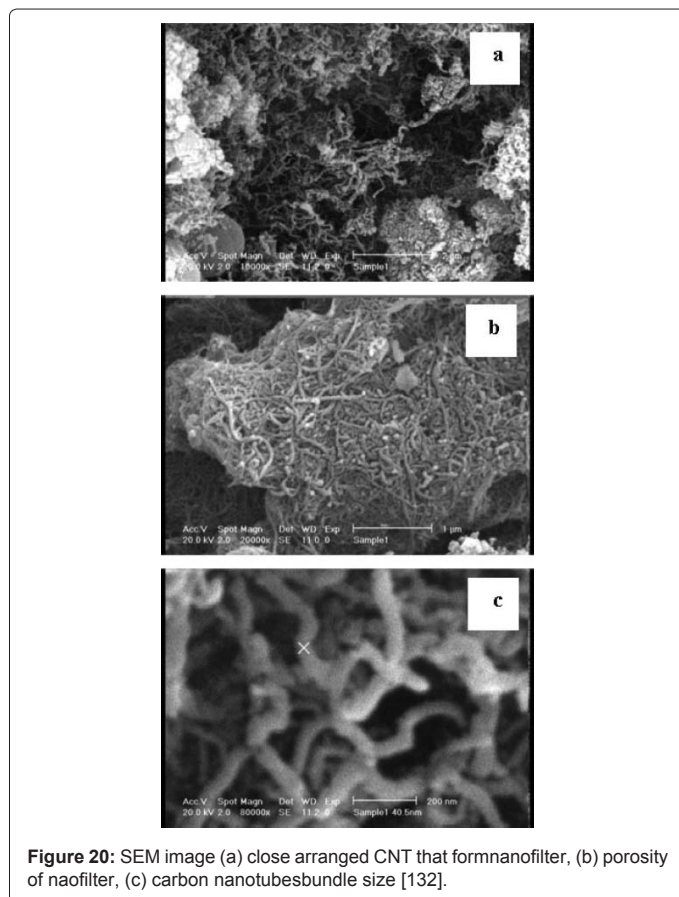 a
Acc.V Spot Magn Det WD Exp 2 µm
20.0 kV 2.0 10000x SE 11.2 0 Sample1
b
Acc.V Spot Magn Det WD Exp 1 µm
20.0 kV 2.0 20000x SE 11.0 0 Sample1
c
Acc.V Spot Magn Det WD Exp 200 nm
20.0 kV 2.0 80000x SE 11.2 0 Sample1 40.5nm
Figure 20: SEM image (a) close arranged CNT that formnanofilter, (b) porosity
of naofilter, (c) carbon nanotubesbundle size [132].